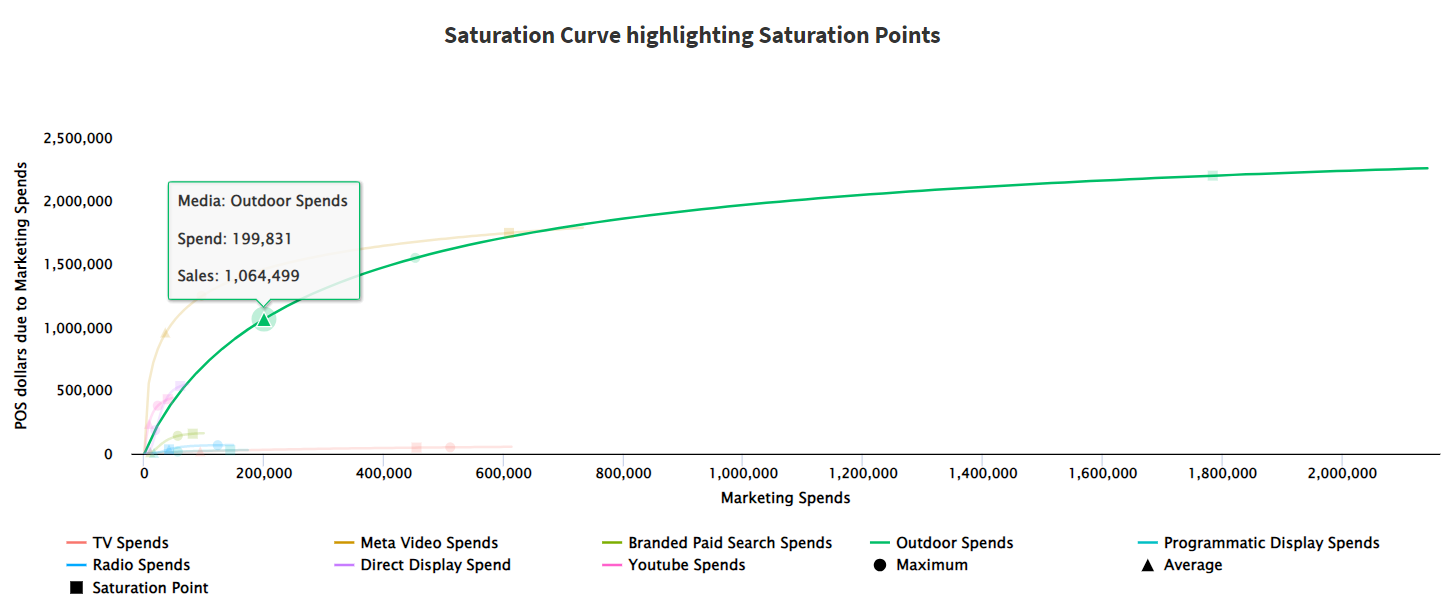 Saturation Curve highlighting Saturation Points
2,500,000
2,000,000
1,500,000
1,000,000
500,000
0
POS dollars due to Marketing Spends
Media: Outdoor Spends
Spend: 199,831
Sales: 1,064,499
0 200,000 400,000 600,000 800,000 1,000,000 1,200,000 1,400,000 1,600,000 1,800,000 2,000,000
Marketing Spends
TV Spends Meta Video Spends Branded Paid Search Spends Outdoor Spends Programmatic Display Spends
Radio Spends Direct Display Spend Youtube Spends Maximum Average
Saturation Point